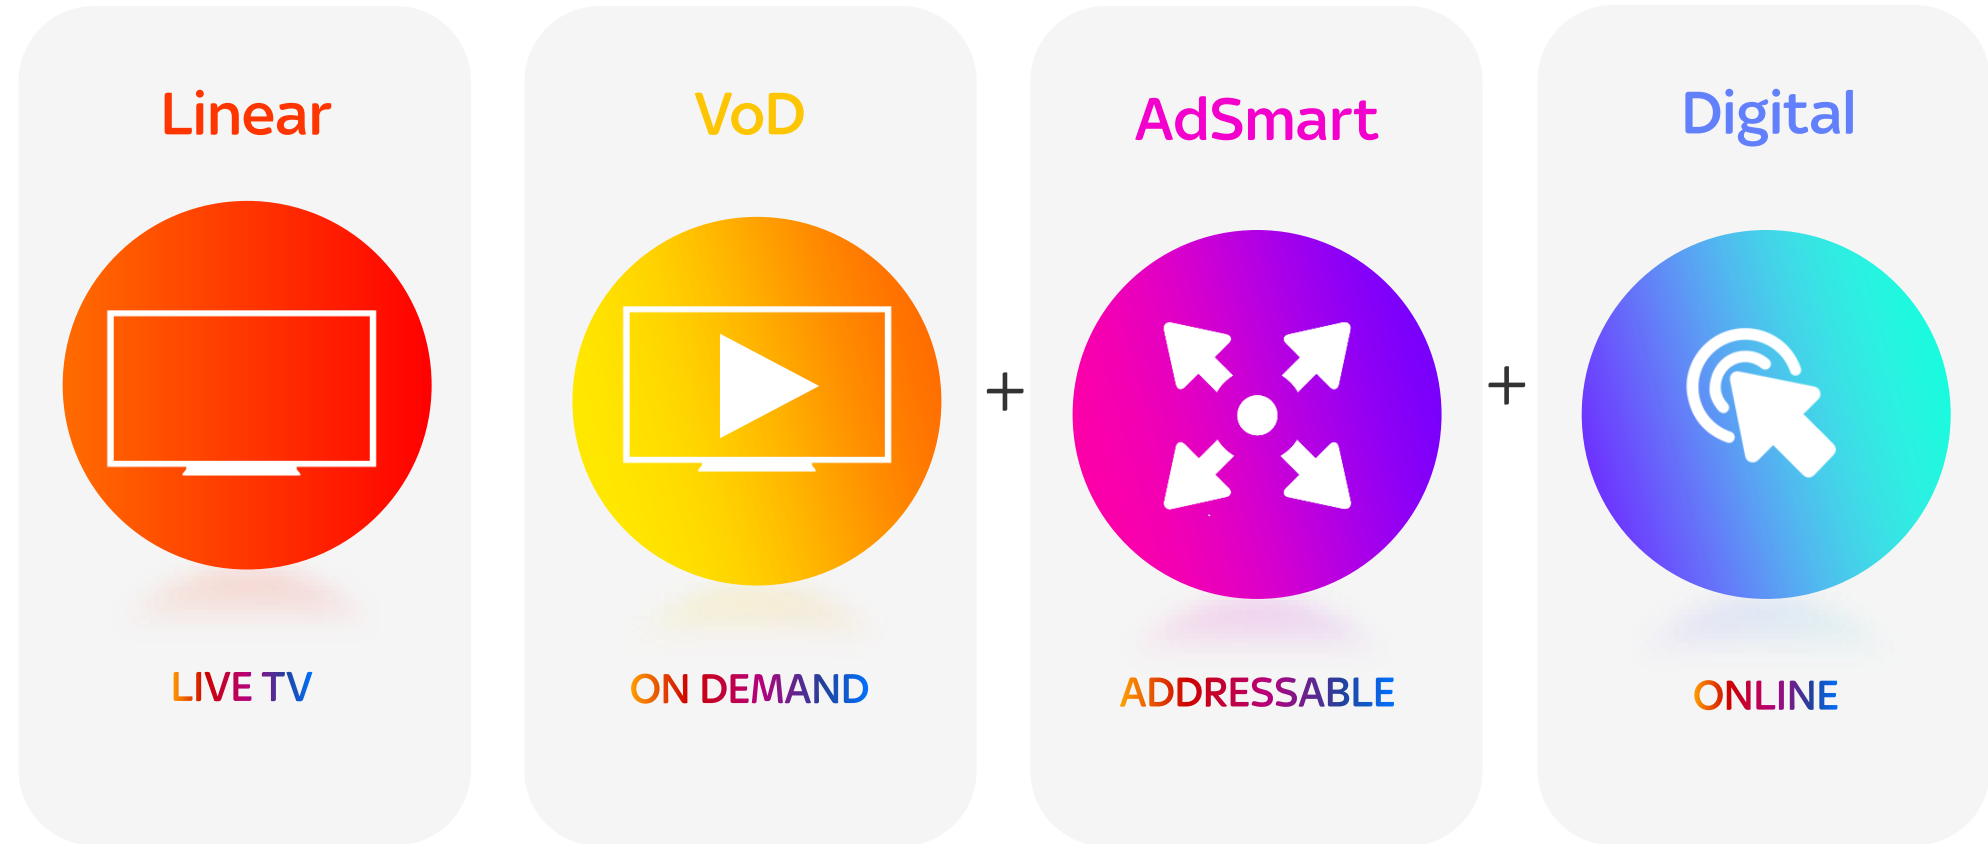 Linear
LIVE TV
VoD
ON DEMAND
+
AdSmart
ADDRESSABLE
+
Digital
ONLINE